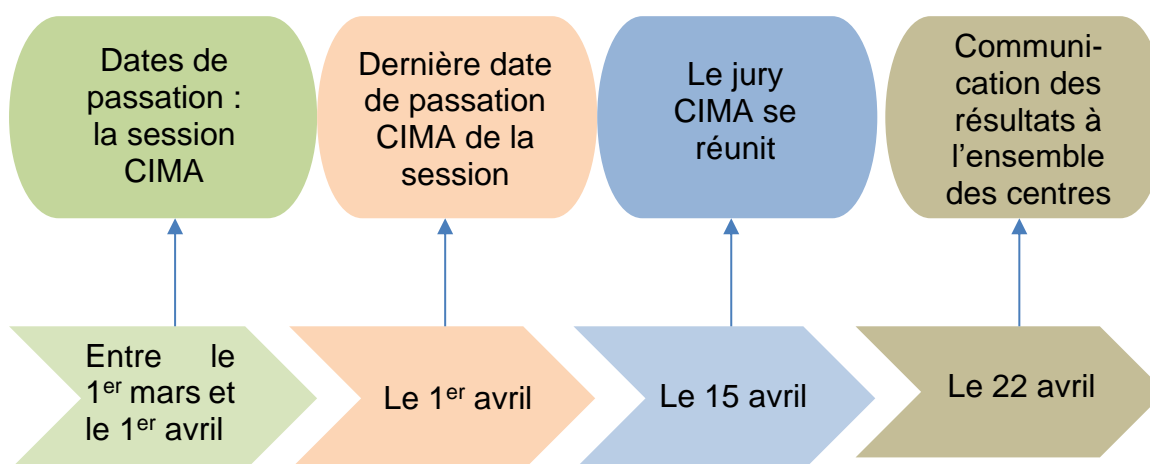 Dates de
passation :
la session
CIMA
Dernière date
de passation
CIMA de la
session
Le jury
CIMA se
réunit
Communi-
cation des
résultats à
l’ensemble
des centres
Entre le
1er mars et
le 1er avril
Le 1er avril
Le 15 avril
Le 22 avril